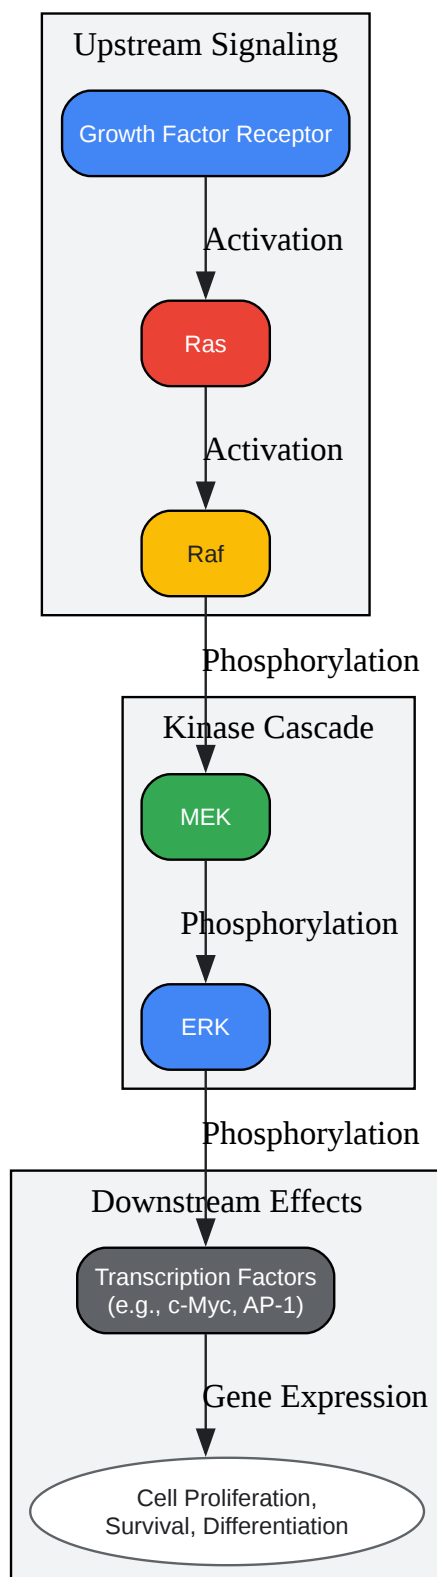 Upstream Signaling
Growth Factor Receptor
Activation
Ras
Activation
Raf
Phosphorylation
Kinase Cascade
MEK
Phosphorylation
ERK
Phosphorylation
Downstream Effects
Transcription Factors
(e.g., c-Myc, AP-1)
Gene Expression
Cell Proliferation,
Survival, Differentiation